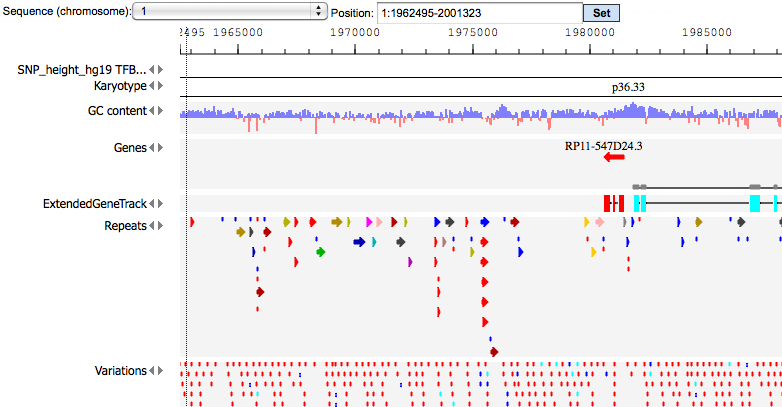 Sequence (chromosome): 1 Position: 1:1962495-2001323 Set
2495 1965000 1970000 1975000 1980000 1985000
SNP_height_hg19 TFB...
Karyotype p36.33
GC content
Genes RP11-547D24.3
ExtendedGeneTrack
Repeats
Variations